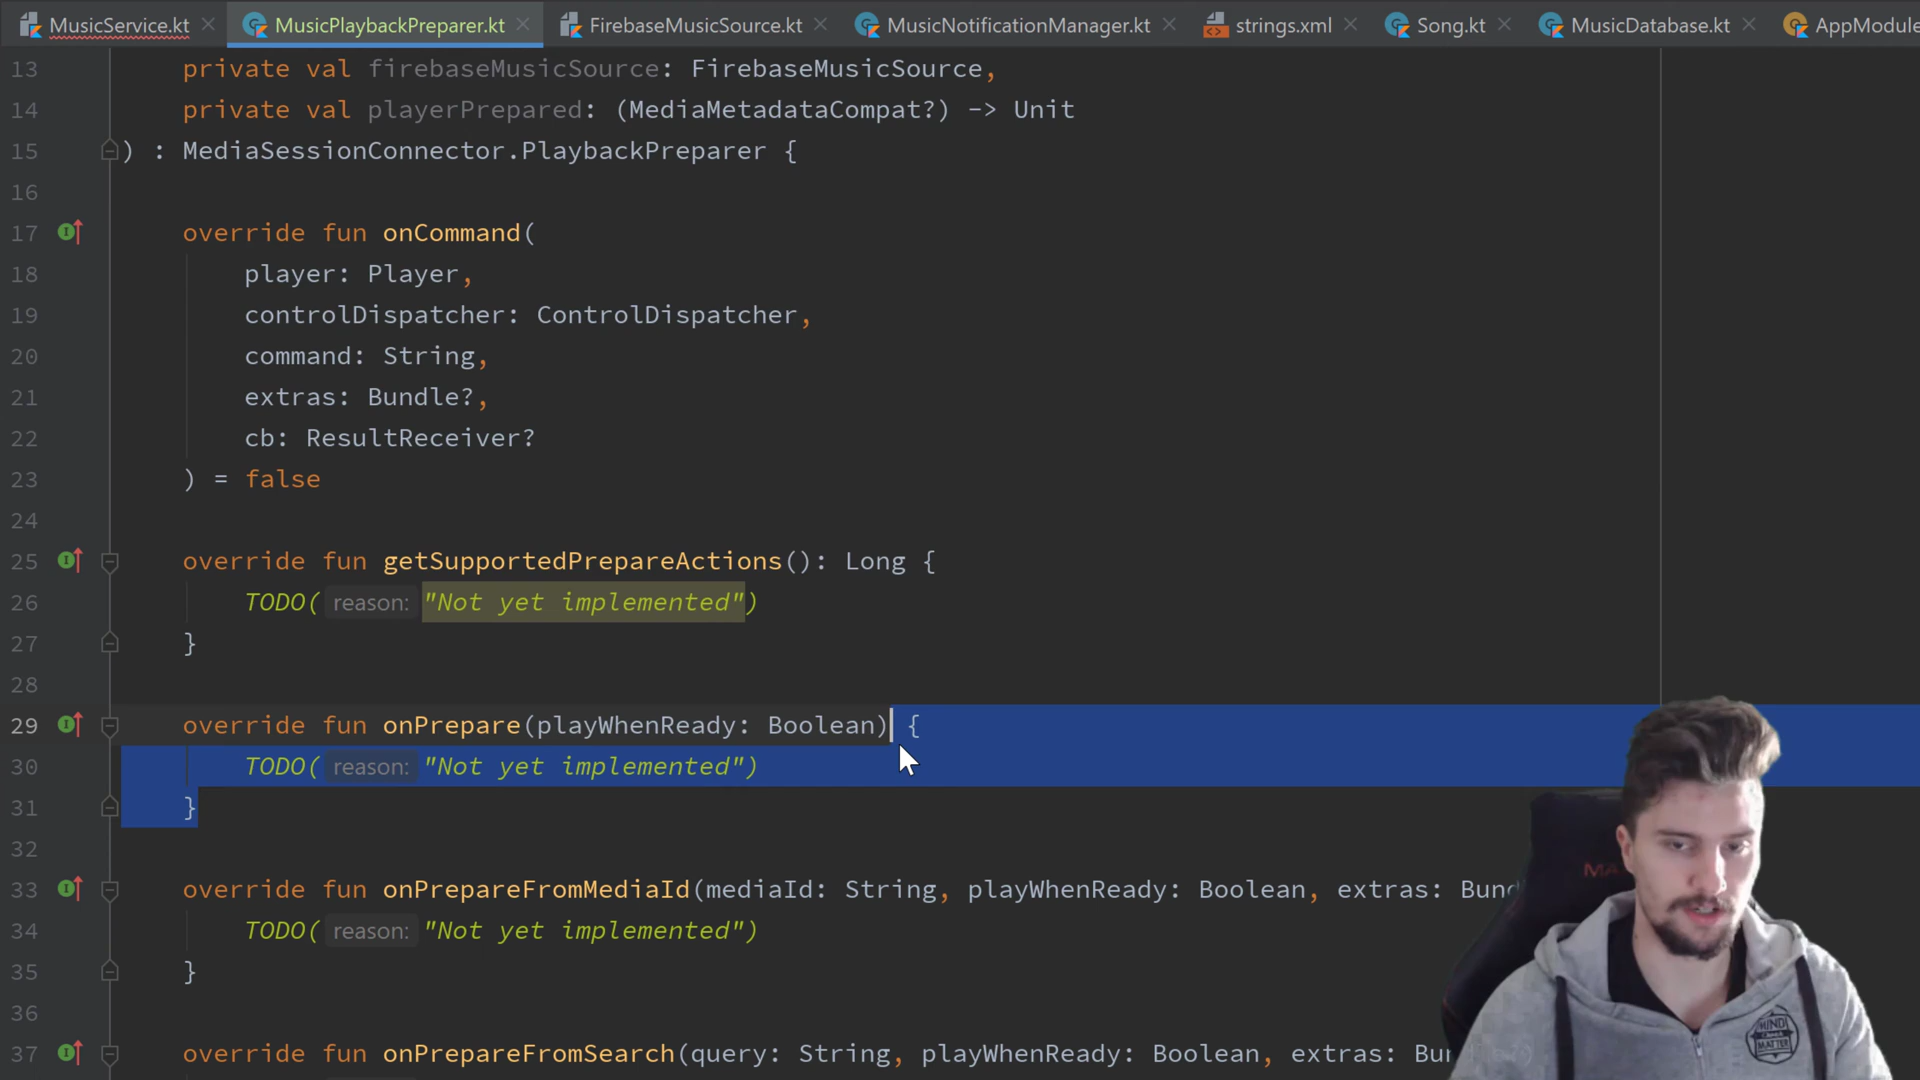 MusicService.kt MusicPlaybackPreparer.kt FirebaseMusicSource.kt MusicNotificationManager.kt strings.xml Song.kt MusicDatabase.kt AppModule
13 private val firebaseMusicSource: FirebaseMusicSource,
14 private val playerPrepared: (MediaMetadataCompat?) -> Unit
15 ) : MediaSessionConnector.PlaybackPreparer {
16
17 override fun onCommand(
18 player: Player,
19 controlDispatcher: ControlDispatcher,
20 command: String,
21 extras: Bundle?,
22 cb: ResultReceiver?
23 ) = false
24
25 override fun getSupportedPrepareActions(): Long {
26 TODO( reason: "Not yet implemented")
27 }
28
29 override fun onPrepare(playWhenReady: Boolean) {
30 TODO( reason: "Not yet implemented")
31 }
32
33 override fun onPrepareFromMediaId(mediaId: String, playWhenReady: Boolean, extras: Bund
34 TODO( reason: "Not yet implemented")
35 }
36
37 override fun onPrepareFromSearch(query: String, playWhenReady: Boolean, extras: Bun
MIND
MATTER